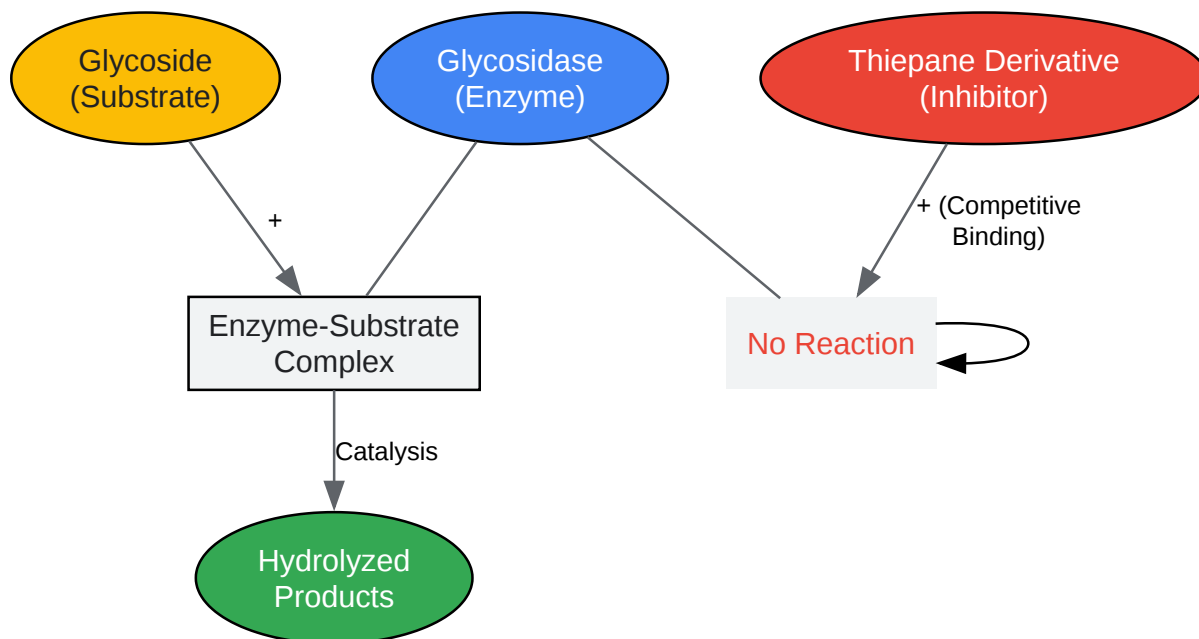 Glycoside
(Substrate)
Glycosidase
(Enzyme)
Thiepane Derivative
(Inhibitor)
+
+ (Competitive
Binding)
Enzyme-Substrate
Complex
No Reaction
Catalysis
Hydrolyzed
Products